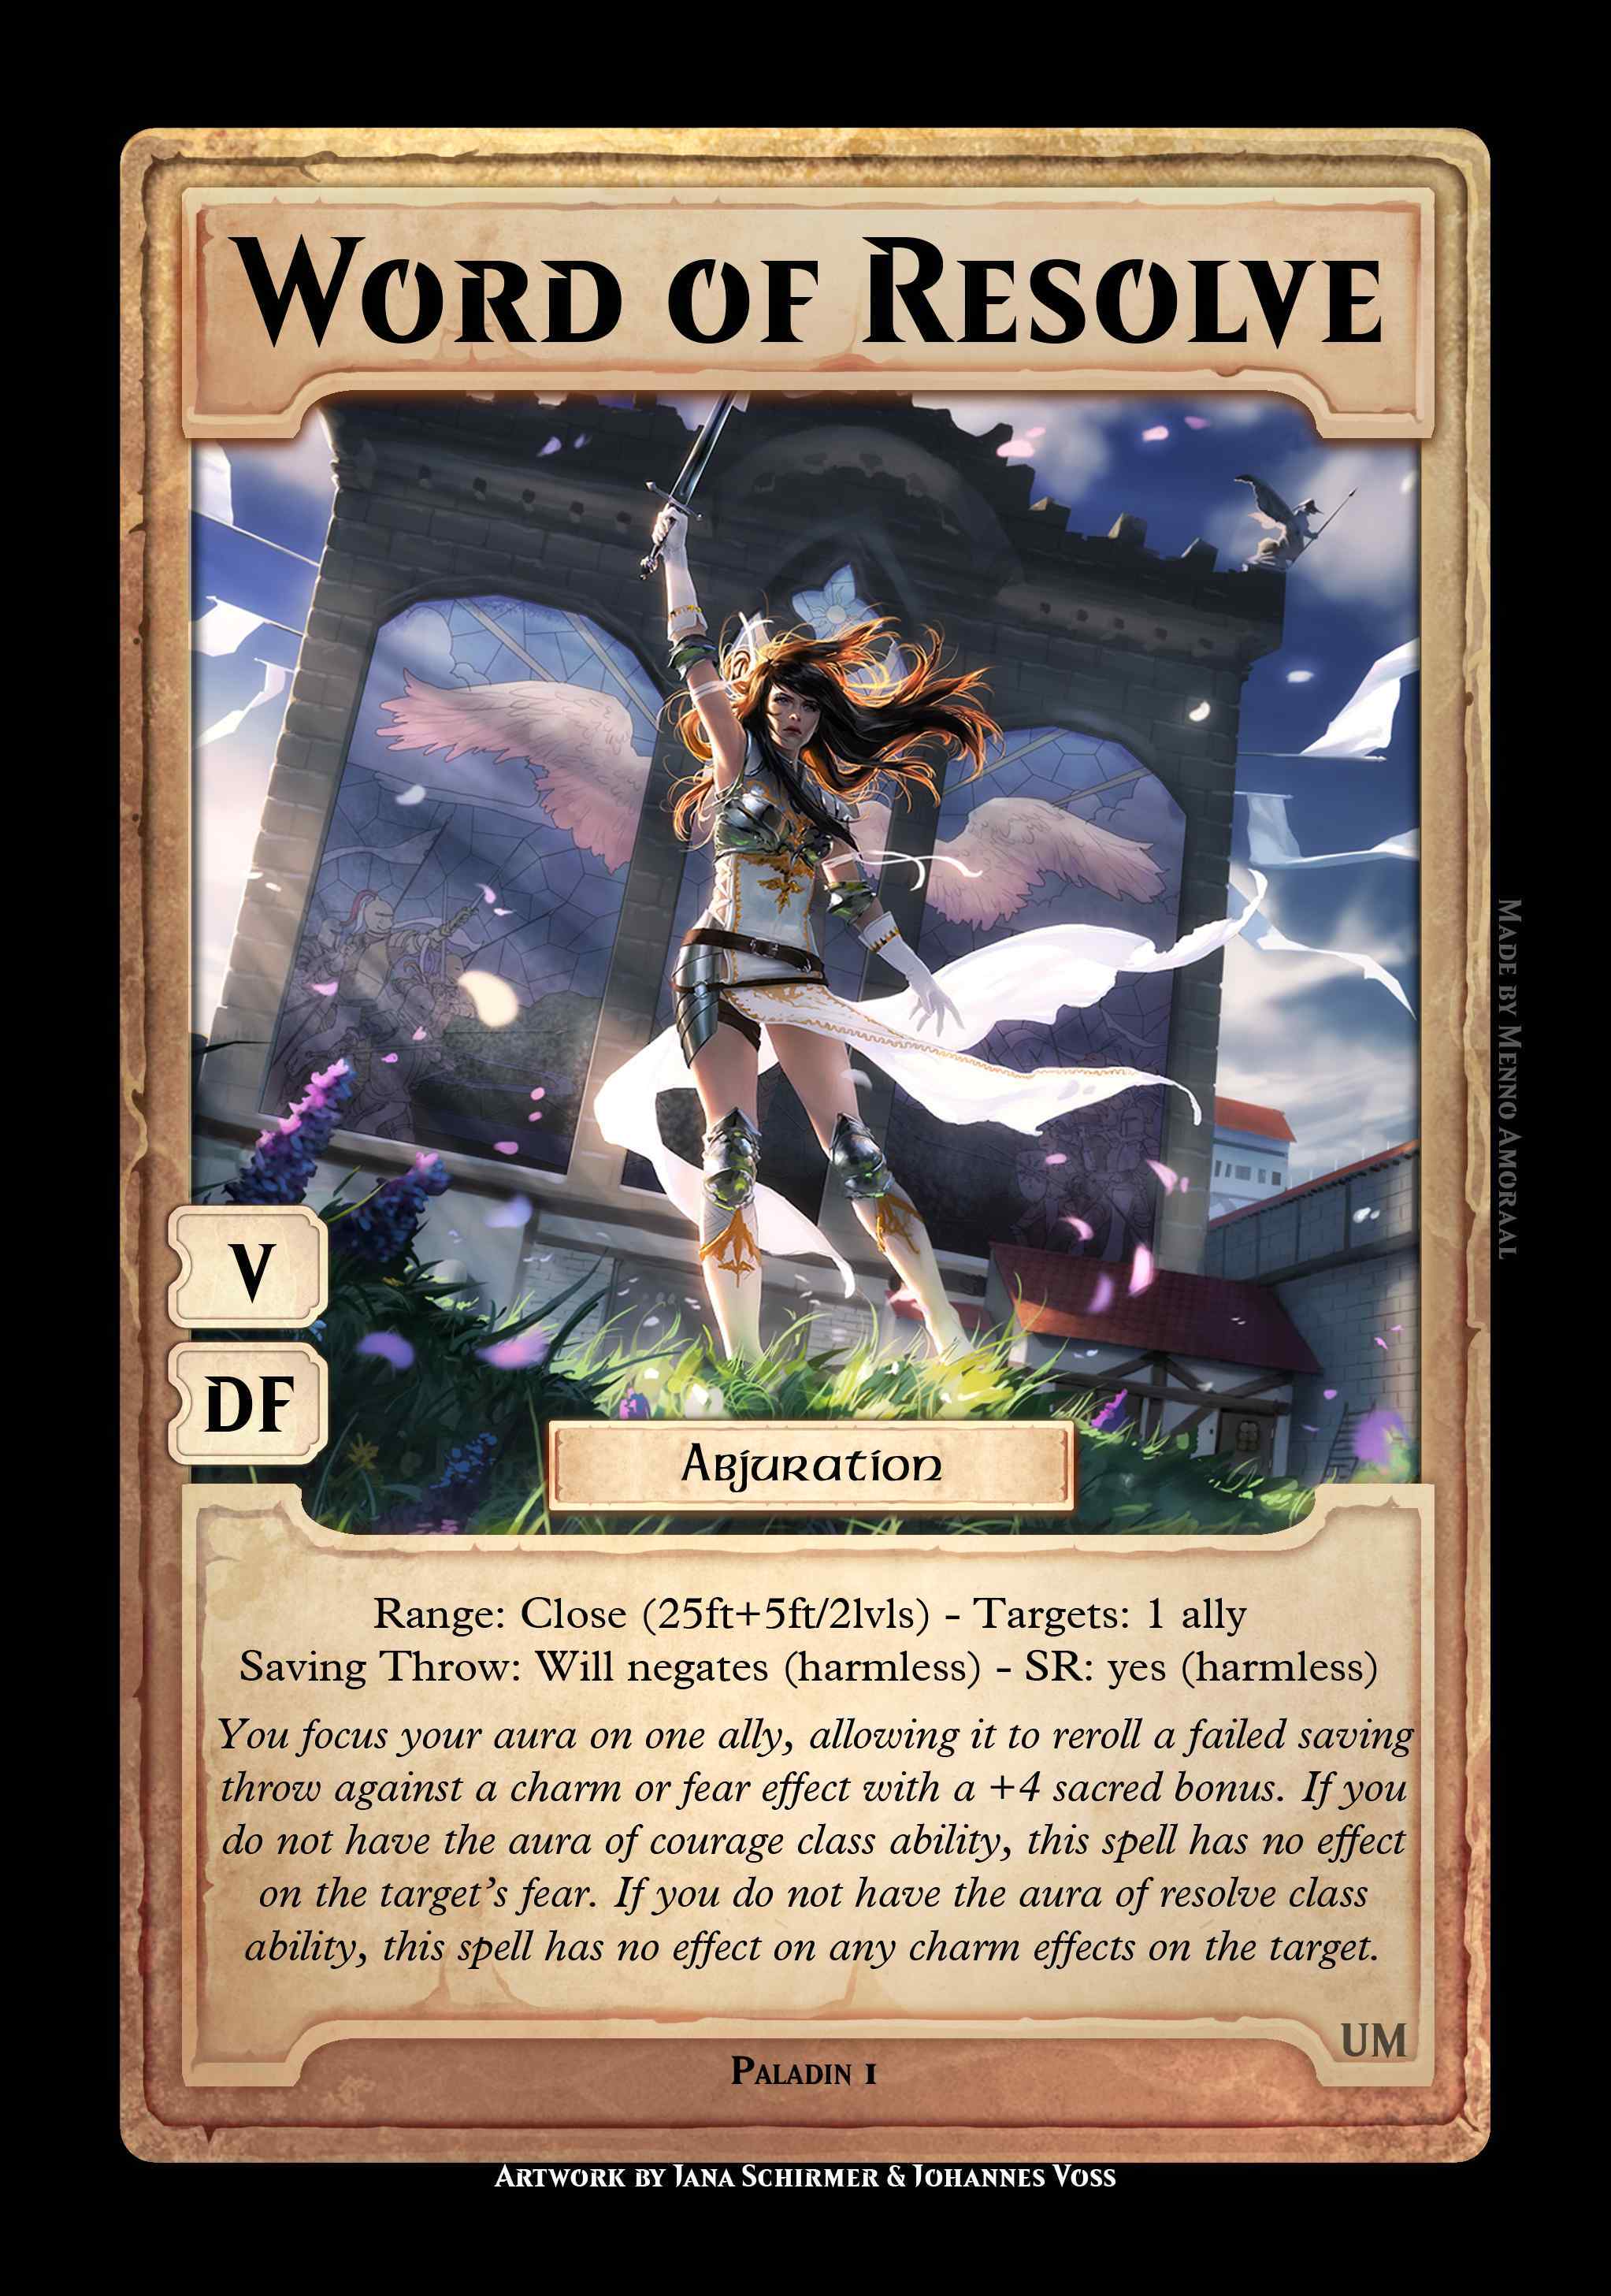 Word of Resolve
V
DF
Abjuration
Range: Close (25ft+5ft/2lvls) - Targets: 1 ally
Saving Throw: Will negates (harmless) - SR: yes (harmless)
You focus your aura on one ally, allowing it to reroll a failed saving
throw against a charm or fear effect with a +4 sacred bonus. If you
do not have the aura of courage class ability, this spell has no effect
on the target's fear. If you do not have the aura of resolve class
ability, this spell has no effect on any charm effects on the target.
UM
Paladin 1
Artwork by Jana Schirmer & Johannes Voss
Made by Menno Amoraal